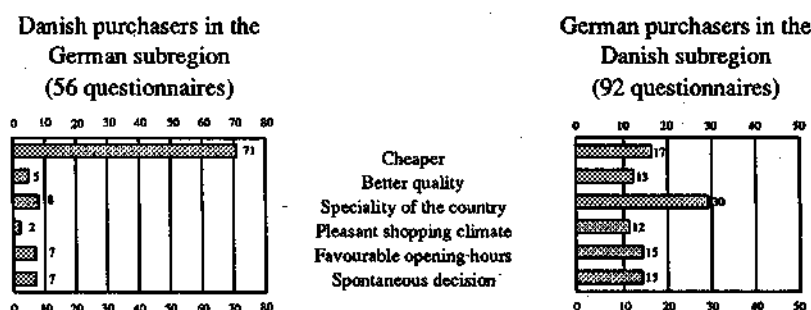 Danish purchasers in the
German subregion
(56 questionnaires)
German purchasers in the
Danish subregion
(92 questionnaires)
0 10 20 30 40 50 60 70 80
0 10 20 30 40 50
71
5
8
2
7
7
Cheaper
Better quality
Speciality of the country
Pleasant shopping climate
Favourable opening-hours
Spontaneous decision
17
13
30
12
15
15
0 10 20 30 40 50 60 70 80
0 10 20 30 40 50